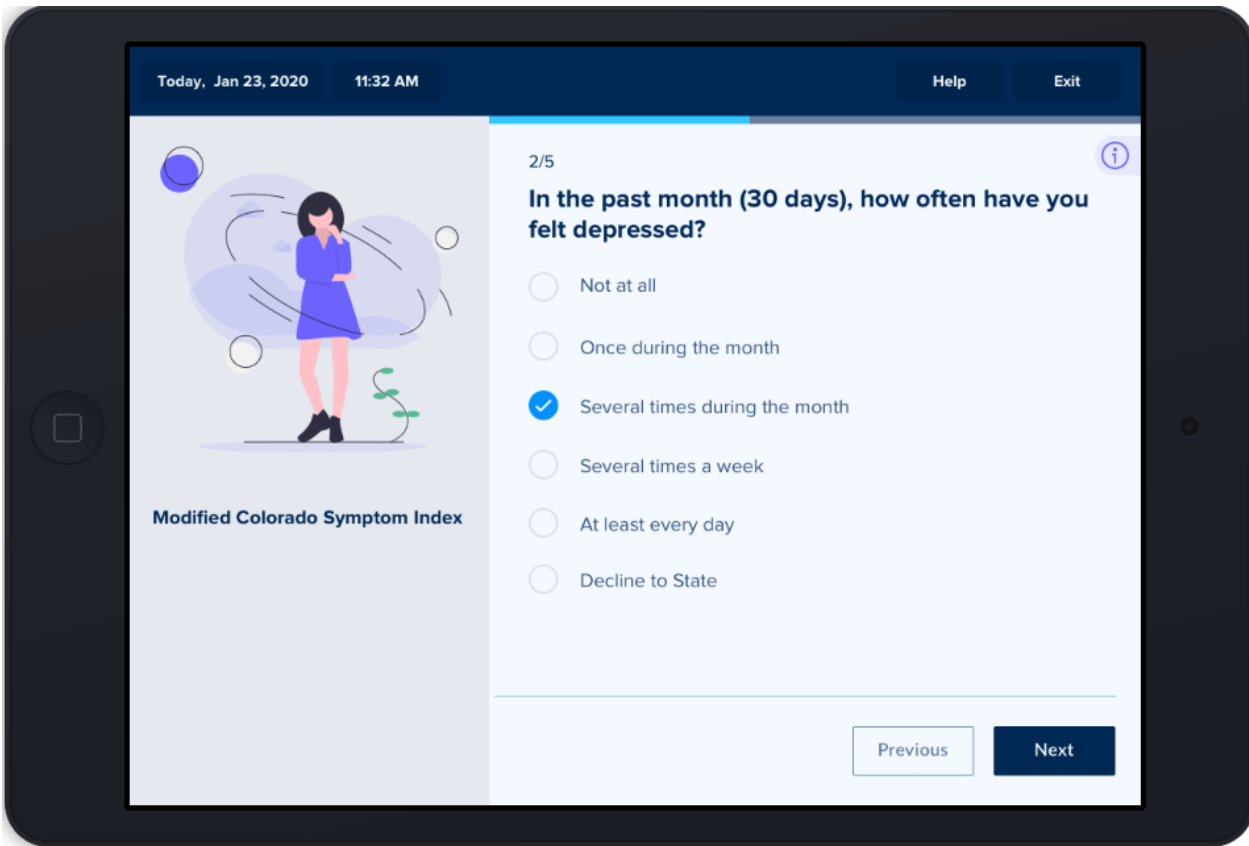 Today, Jan 23, 2020
11:32 AM
Help
Exit
Modified Colorado Symptom Index
2/5
In the past month (30 days), how often have you
felt depressed?
Not at all
Once during the month
Several times during the month
Several times a week
At least every day
Decline to State
Previous
Next